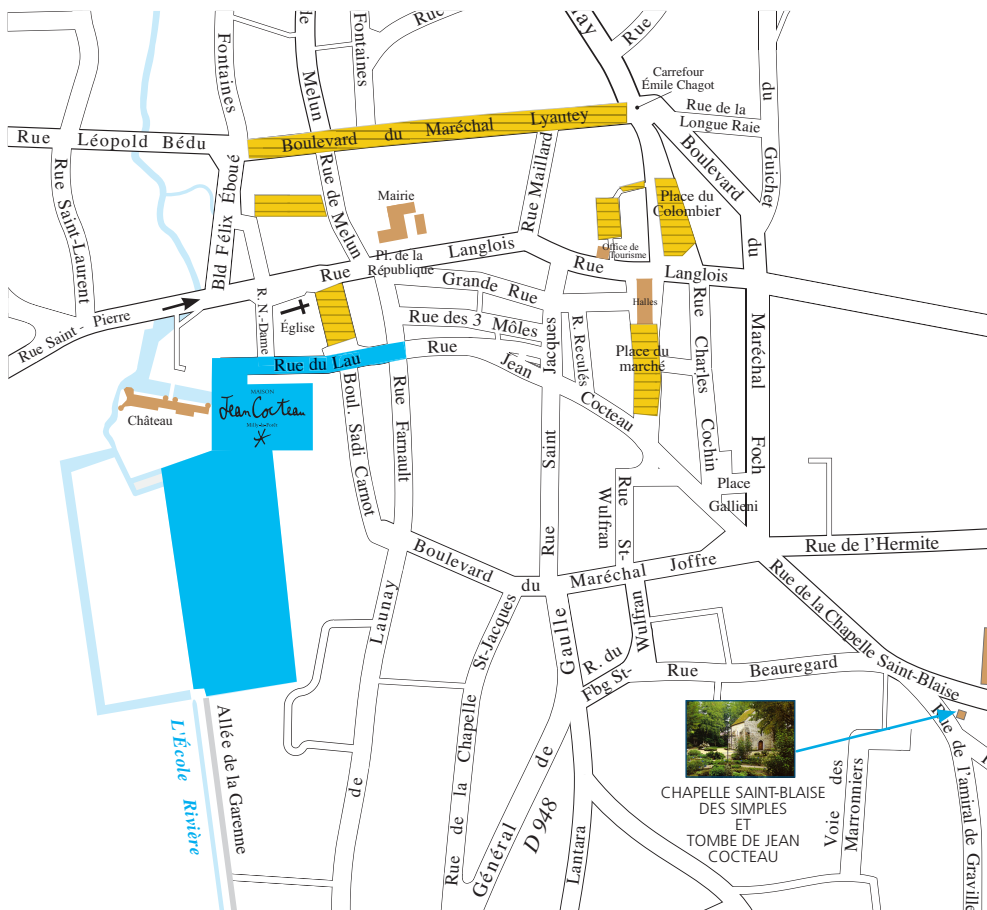 Fontaines
de Melun
Fontaines
Rue
lay
Rue
Carrefour
Émile Chagot
Rue de la
Longue Raie
du Guichet
Rue Léopold Bédu
Boulevard du Maréchal Lyautey
Boulevard du
Maréchal Foch
Rue Saint-Laurent
Bld Félix Éboué
Rue de Melun
Mairie
Rue Maillard
Place du
Colombier
Office de
Tourisme
Pl. de la
République
Rue Langlois
Rue Langlois
Grande Rue
Rue Saint - Pierre
R. N.-Dame
Église
Rue des 3 Môles
Halles
Rue Charles Cochin
Place du
marché
R. Reculés
Rue Saint Jacques
Rue Jean Cocteau
Rue du Lau
MAISON
Jean Cocteau
Milly-la-Forêt
Château
Boul. Sadi Carnot
Rue Farnault
Place
Gallieni
Rue St-
Wulfran
Wulfran
Rue de l'Hermite
Boulevard du Maréchal Joffre
Launay
de
St-Jacques
Rue de la Chapelle
Gaulle
de
Général
D 948
R. du
Fbg St-
Rue Beauregard
Rue de la Chapelle Saint-Blaise
Rue de l'amiral de Graville
L'École Rivière
Allée de la Garenne
Lantara
Voie des
Marronniers
CHAPELLE SAINT-BLAISE
DES SIMPLES
ET
TOMBE DE JEAN
COCTEAU